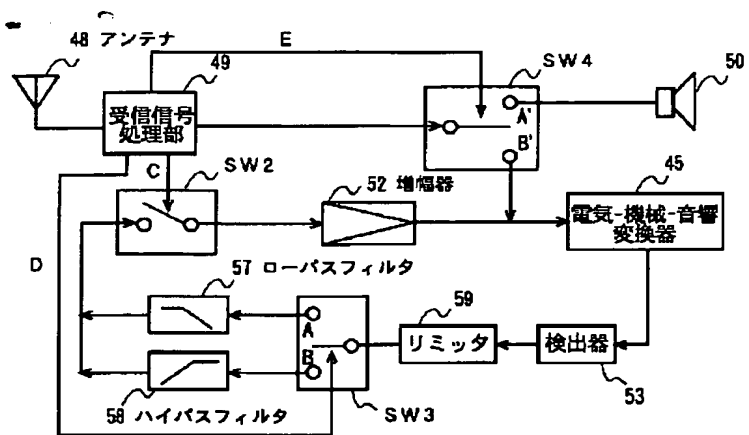 48 アンテナ
E
49
SW4
50
受信信号
処理部
A'
B'
C
SW2
52 増幅器
45
電気-機械-音響
変換器
D
57 ローパスフィルタ
59
A
リミッタ
検出器
B
53
58 ハイパスフィルタ
SW3